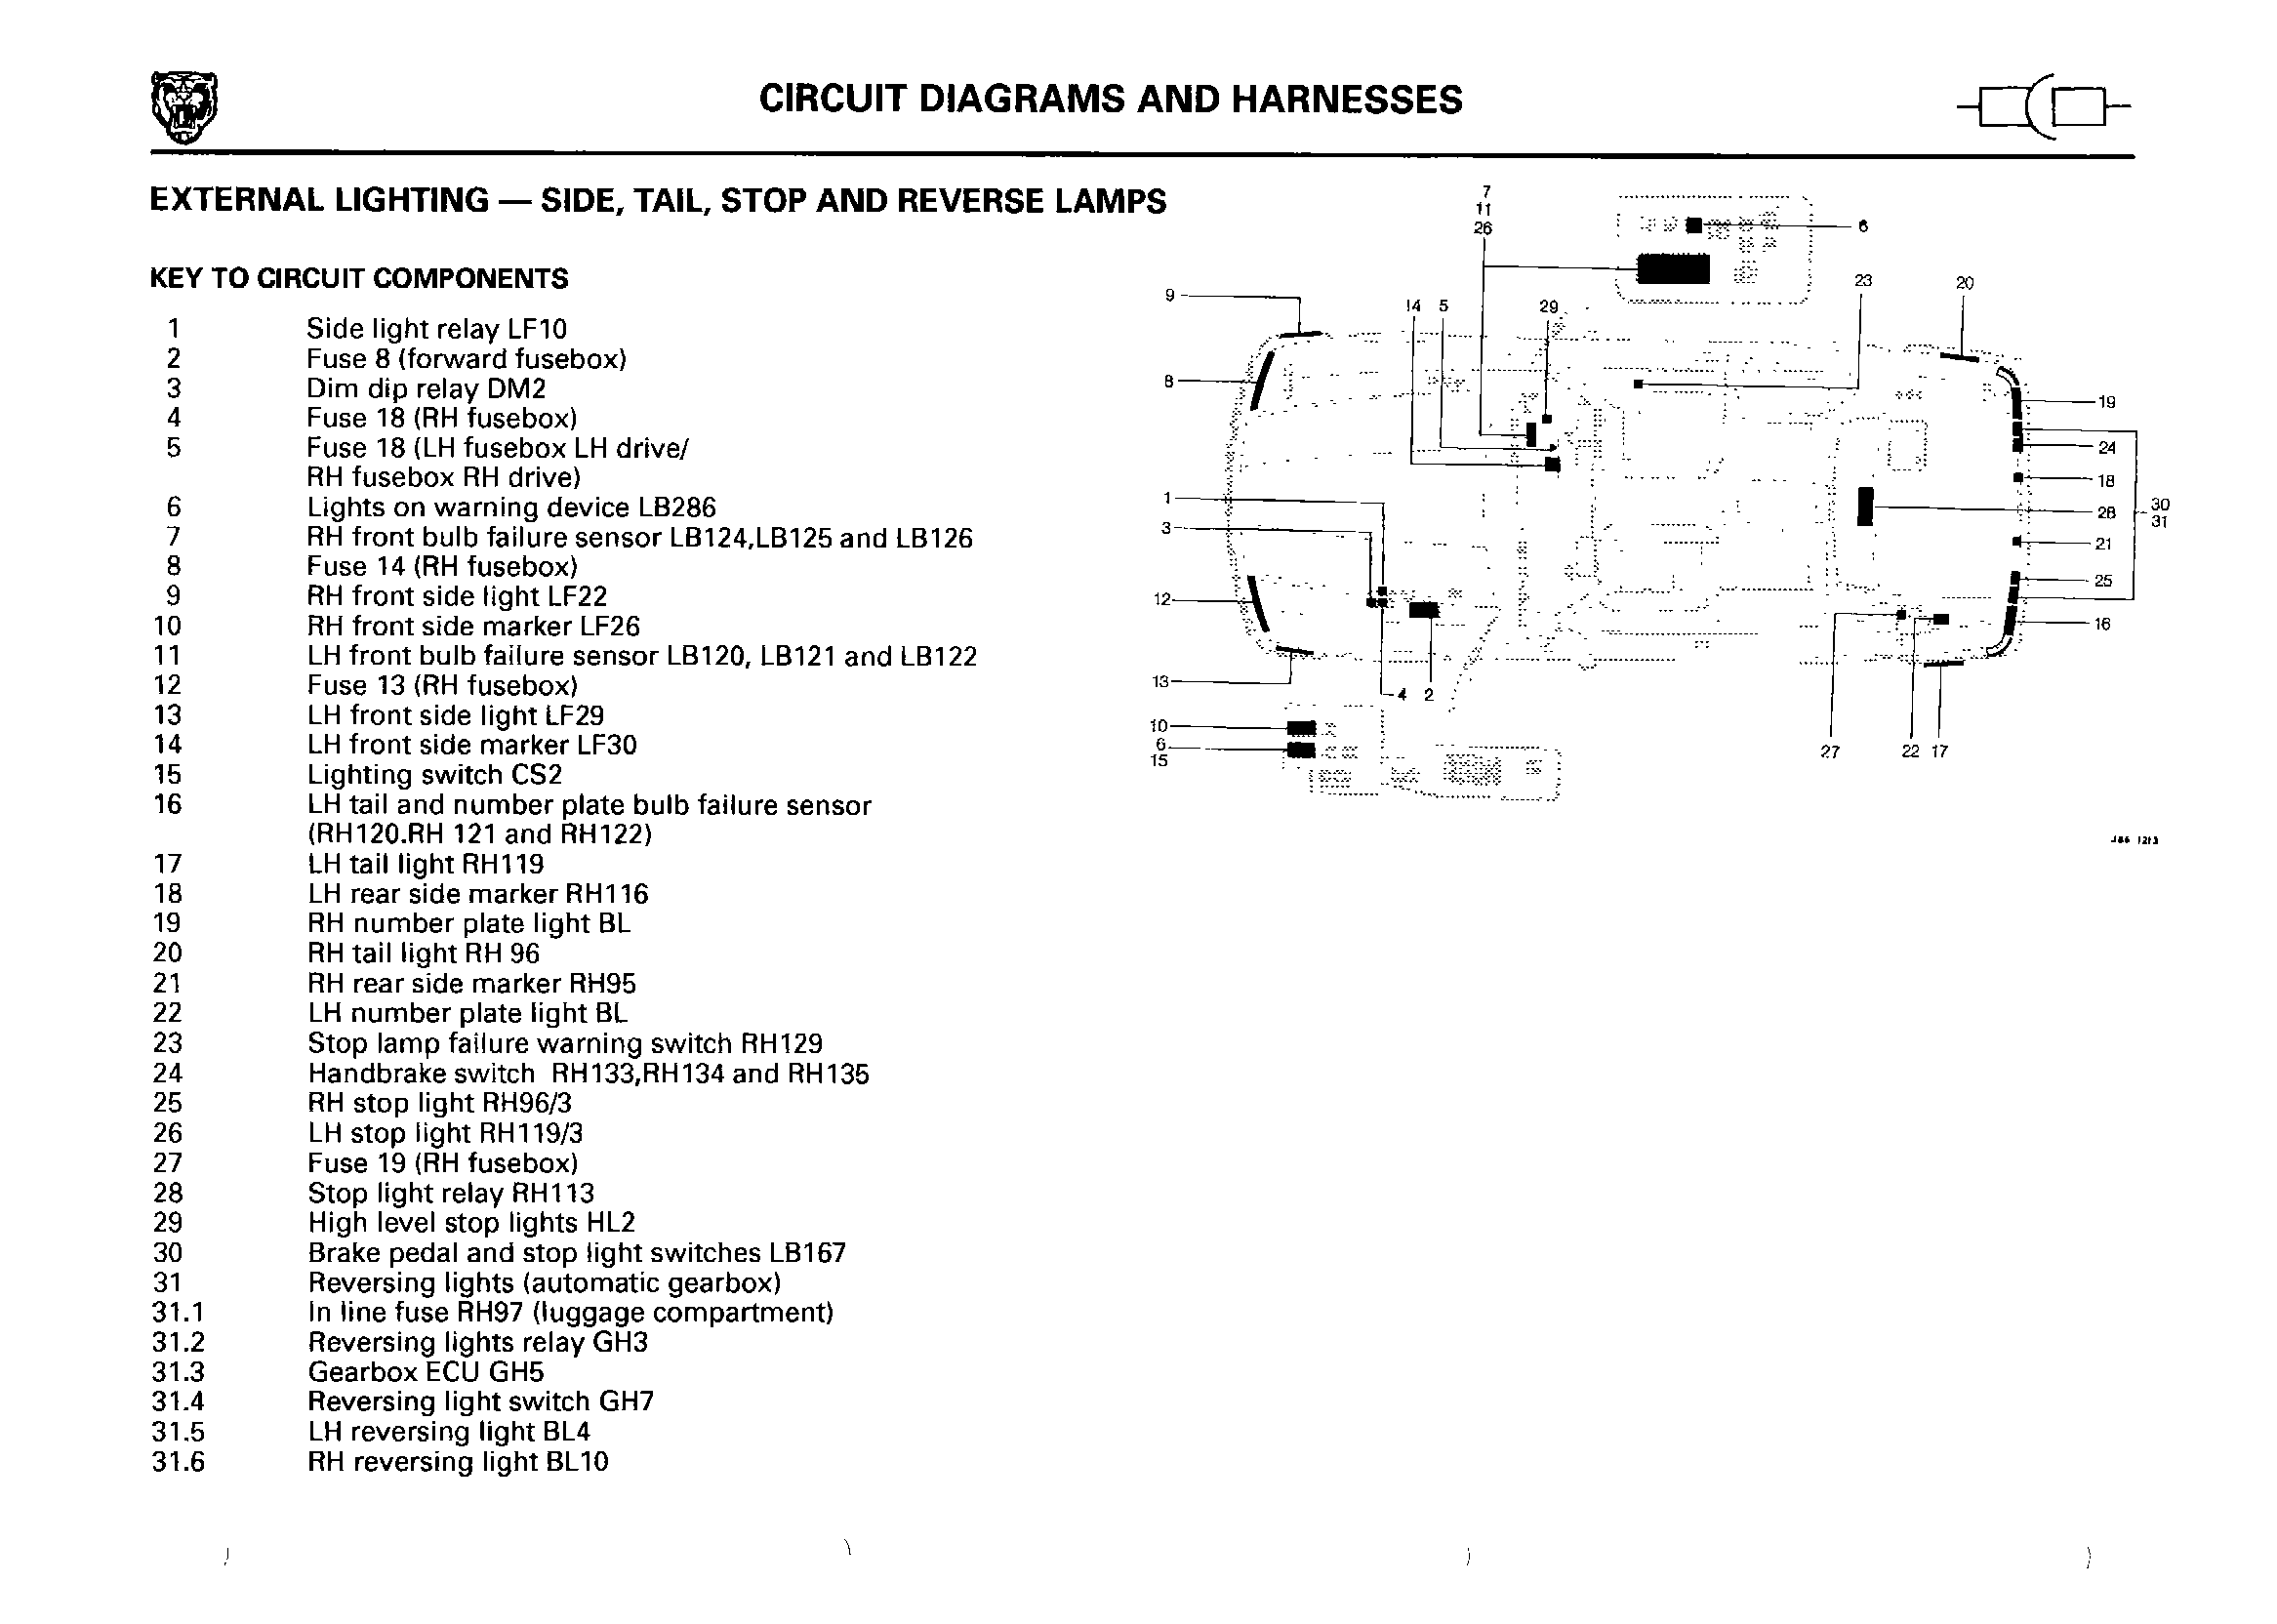 CIRCUIT DIAGRAMS AND HARNESSES
EXTERNAL LIGHTING — SIDE, TAIL, STOP AND REVERSE LAMPS
KEY TO CIRCUIT COMPONENTS
1 Side light relay LF10
2 Fuse 8 (forward fusebox)
3 Dim dip relay DM2
4 Fuse 18 (RH fusebox)
5 Fuse 18 (LH fusebox LH drive/
RH fusebox RH drive)
6 Lights on warning device LB286
7 RH front bulb failure sensor LB124,LB125 and LB126
8 Fuse 14 (RH fusebox)
9 RH front side light LF22
10 RH front side marker LF26
11 LH front bulb failure sensor LB120, LB121 and LB122
12 Fuse 13 (RH fusebox)
13 LH front side light LF29
14 LH front side marker LF30
15 Lighting switch CS2
16 LH tail and number plate bulb failure sensor
(RH120.RH 121 and RH122)
17 LH tail light RH119
18 LH rear side marker RH116
19 RH number plate light BL
20 RH tail light RH 96
21 RH rear side marker RH95
22 LH number plate light BL
23 Stop lamp failure warning switch RH129
24 Handbrake switch RH133,RH134 and RH135
25 RH stop light RH96/3
26 LH stop light RH119/3
27 Fuse 19 (RH fusebox)
28 Stop light relay RH113
29 High level stop lights HL2
30 Brake pedal and stop light switches LB167
31 Reversing lights (automatic gearbox)
31.1 In line fuse RH97 (luggage compartment)
31.2 Reversing lights relay GH3
31.3 Gearbox ECU GH5
31.4 Reversing light switch GH7
31.5 LH reversing light BL4
31.6 RH reversing light BL10
7
11
26
6
23
20
9
14 5
29
8
19
24
1
18
30
3
28
31
21
12
25
16
13
4 2
10
6
15
27
22 17
J86 1213